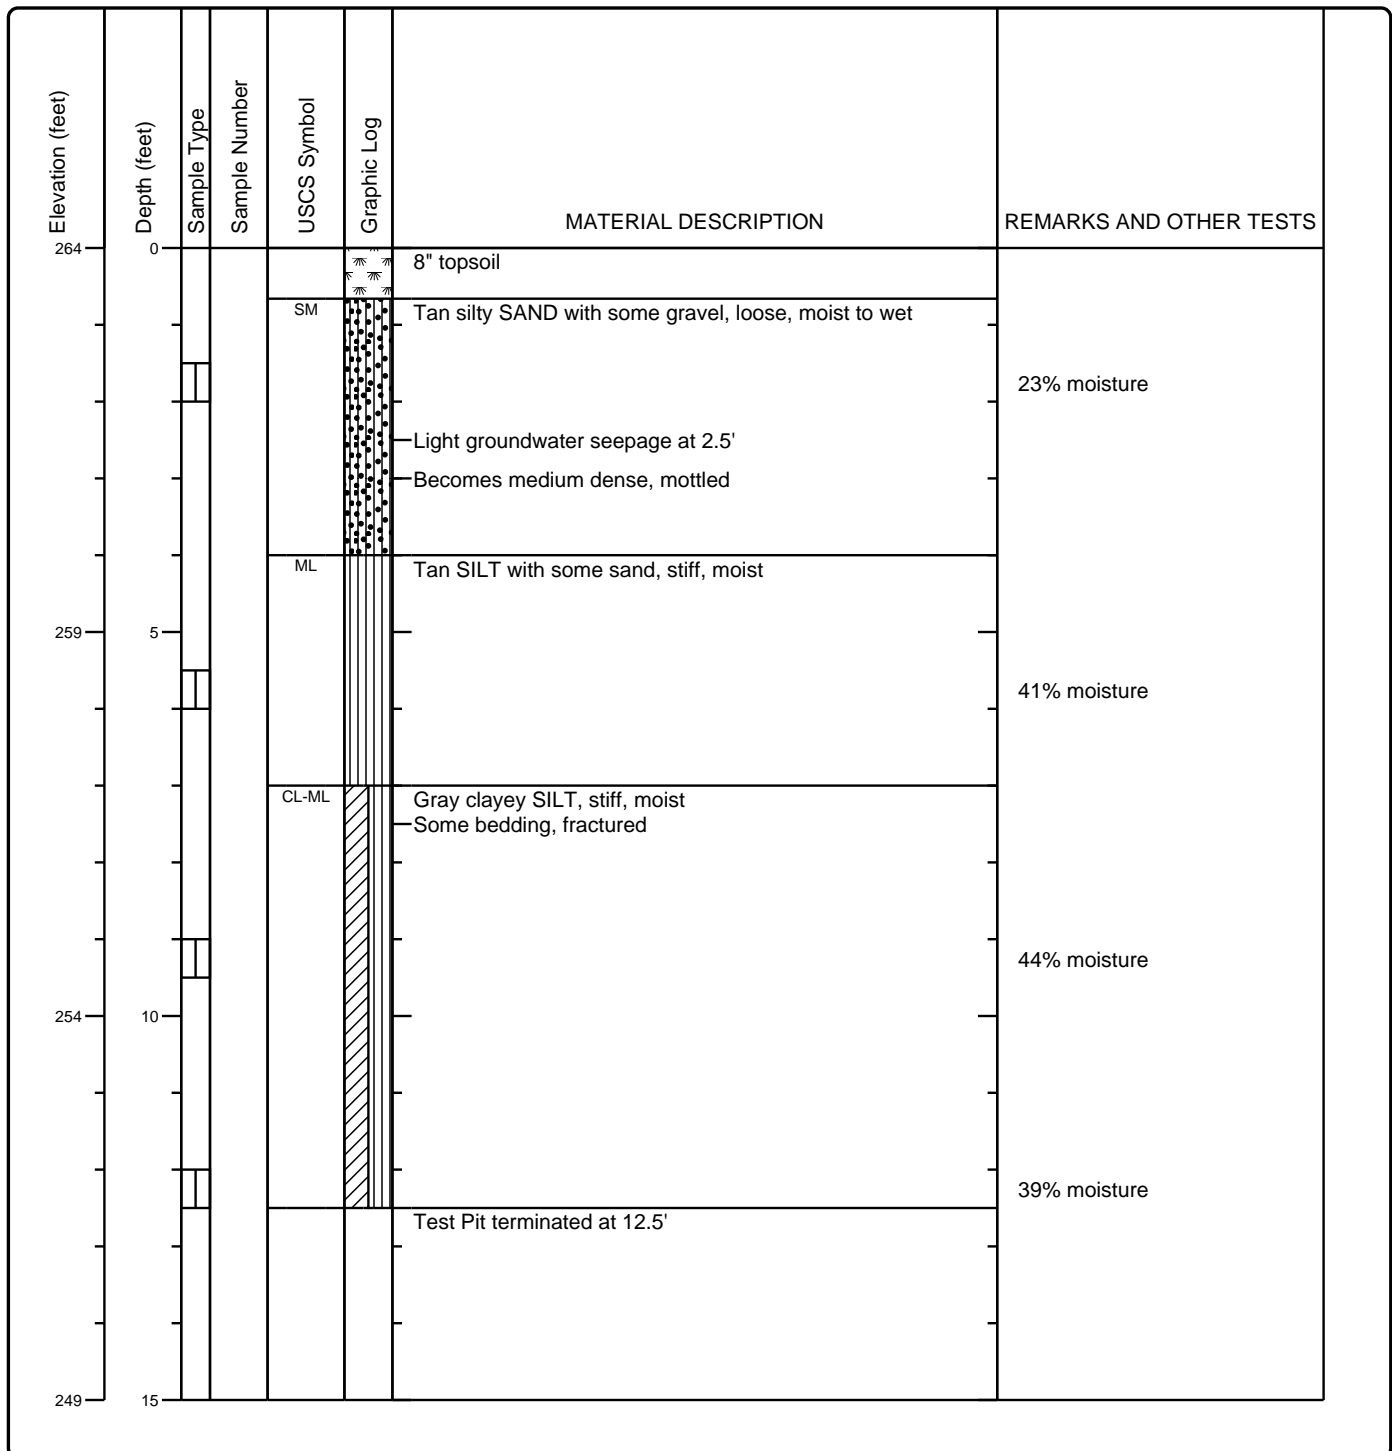 Elevation (feet)
Depth (feet)
Sample Type
Sample Number
USCS Symbol
Graphic Log
MATERIAL DESCRIPTION
REMARKS AND OTHER TESTS
264
0
8" topsoil
SM
Tan silty SAND with some gravel, loose, moist to wet
23% moisture
Light groundwater seepage at 2.5'
Becomes medium dense, mottled
ML
Tan SILT with some sand, stiff, moist
259
5
41% moisture
CL-ML
Gray clayey SILT, stiff, moist
Some bedding, fractured
44% moisture
254
10
39% moisture
Test Pit terminated at 12.5'
249
15